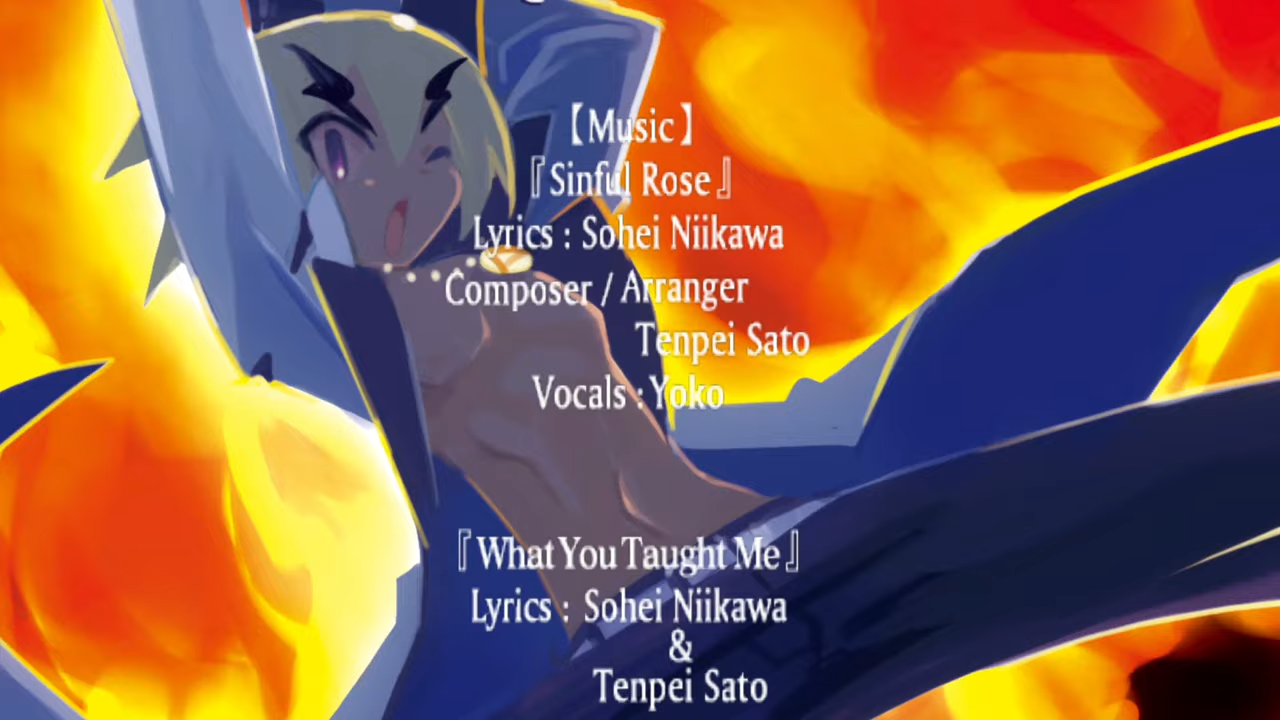 【Music】
『Sinful Rose』
Lyrics : Sohei Niikawa
Composer / Arranger
Tenpei Sato
Vocals : Yoko
『What You Taught Me』
Lyrics : Sohei Niikawa
&
Tenpei Sato